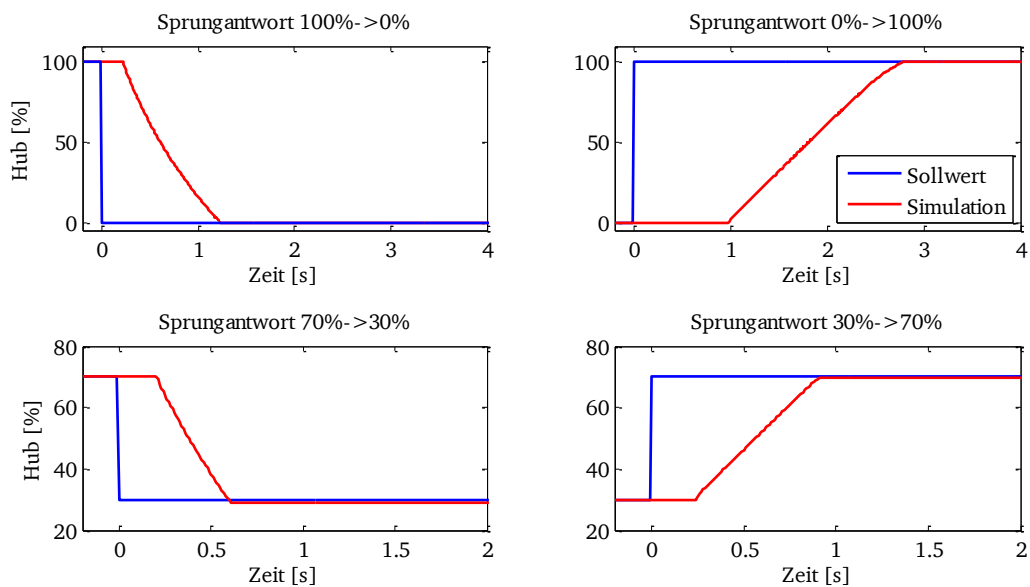 Sprungantwort 100%->0%
Hub [%]
100
50
0
0
1
2
3
4
Zeit [s]
Sprungantwort 0%->100%
Hub [%]
100
50
0
0
1
2
3
4
Zeit [s]
Sollwert
Simulation
Sprungantwort 70%->30%
Hub [%]
80
60
40
20
0
0.5
1
1.5
2
Zeit [s]
Sprungantwort 30%->70%
Hub [%]
80
60
40
20
0
0.5
1
1.5
2
Zeit [s]